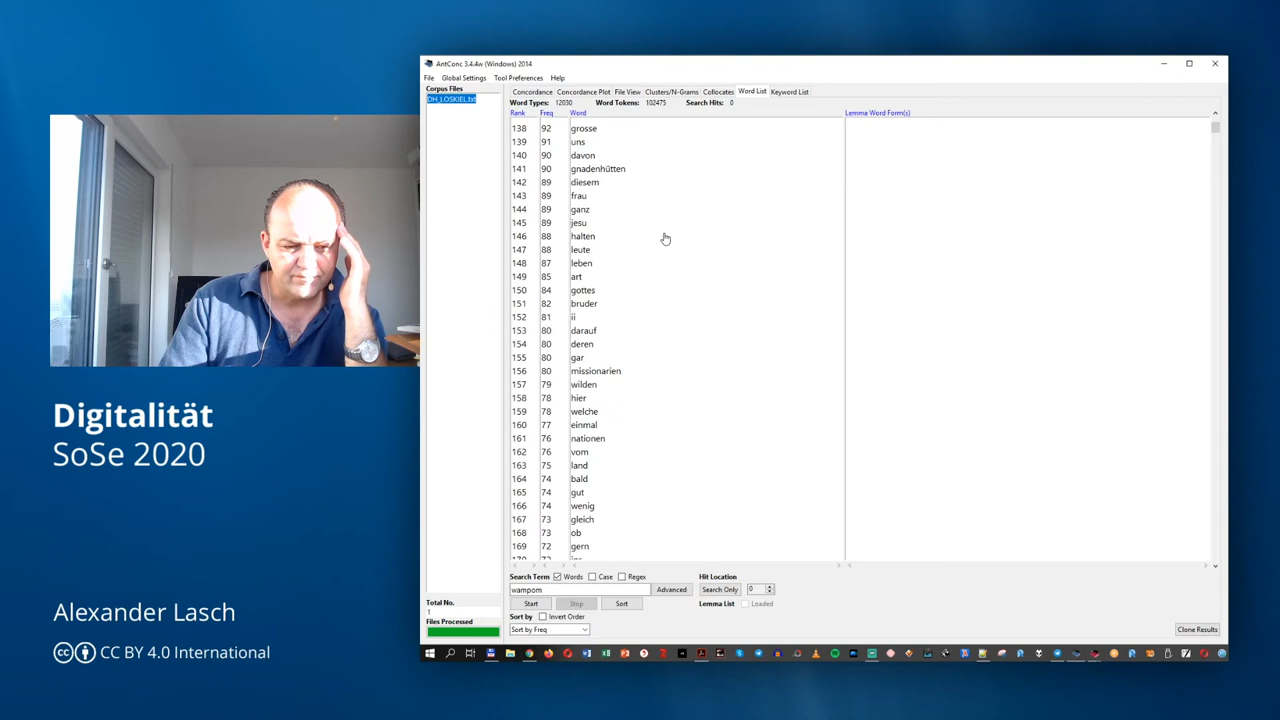 AntConc 3.4.4w (Windows) 2014
File Global Settings Tool Preferences Help
Corpus Files
DH_LOSKIEL.txt
Concordance Concordance Plot File View Clusters/N-Grams Collocates Word List Keyword List
Word Types: 12030 Word Tokens: 102475 Search Hits: 0
Rank Freq Word Lemma Word Form(s)
138 92 grosse
139 91 uns
140 90 davon
141 90 gnadenhütten
142 89 diesem
143 89 frau
144 89 ganz
145 89 jesu
146 88 halten
147 88 leute
148 87 leben
149 85 art
150 84 gottes
151 82 bruder
152 81 ii
153 80 darauf
154 80 deren
155 80 gar
156 80 missionarien
157 79 wilden
158 78 hier
159 78 welche
160 77 einmal
161 76 nationen
162 76 vom
163 75 land
164 74 bald
165 74 gut
166 74 wenig
167 73 gleich
168 73 ob
169 72 gern
Search Term Words Case Regex Hit Location
wampom Advanced Search Only 0
Start Stop Sort Lemma List Loaded
Total No.
1
Files Processed
Sort by Invert Order
Sort by Freq Clone Results
Digitalität
SoSe 2020
Alexander Lasch
CC BY 4.0 International